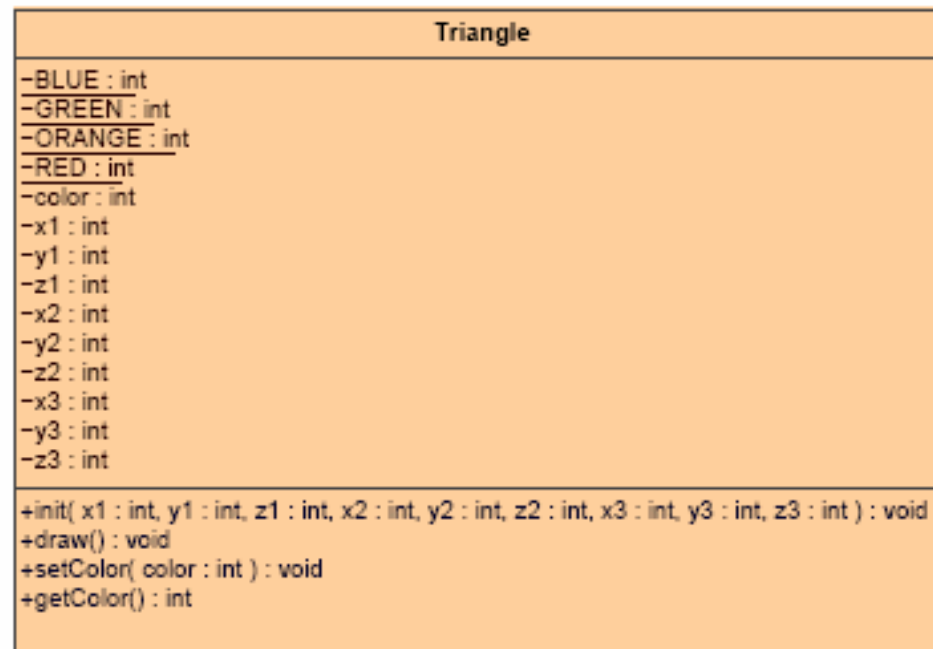 Triangle
−BLUE : int
−GREEN : int
−ORANGE : int
−RED : int
−color : int
−x1 : int
−y1 : int
−z1 : int
−x2 : int
−y2 : int
−z2 : int
−x3 : int
−y3 : int
−z3 : int
+init( x1 : int, y1 : int, z1 : int, x2 : int, y2 : int, z2 : int, x3 : int, y3 : int, z3 : int ) : void
+draw() : void
+setColor( color : int ) : void
+getColor() : int